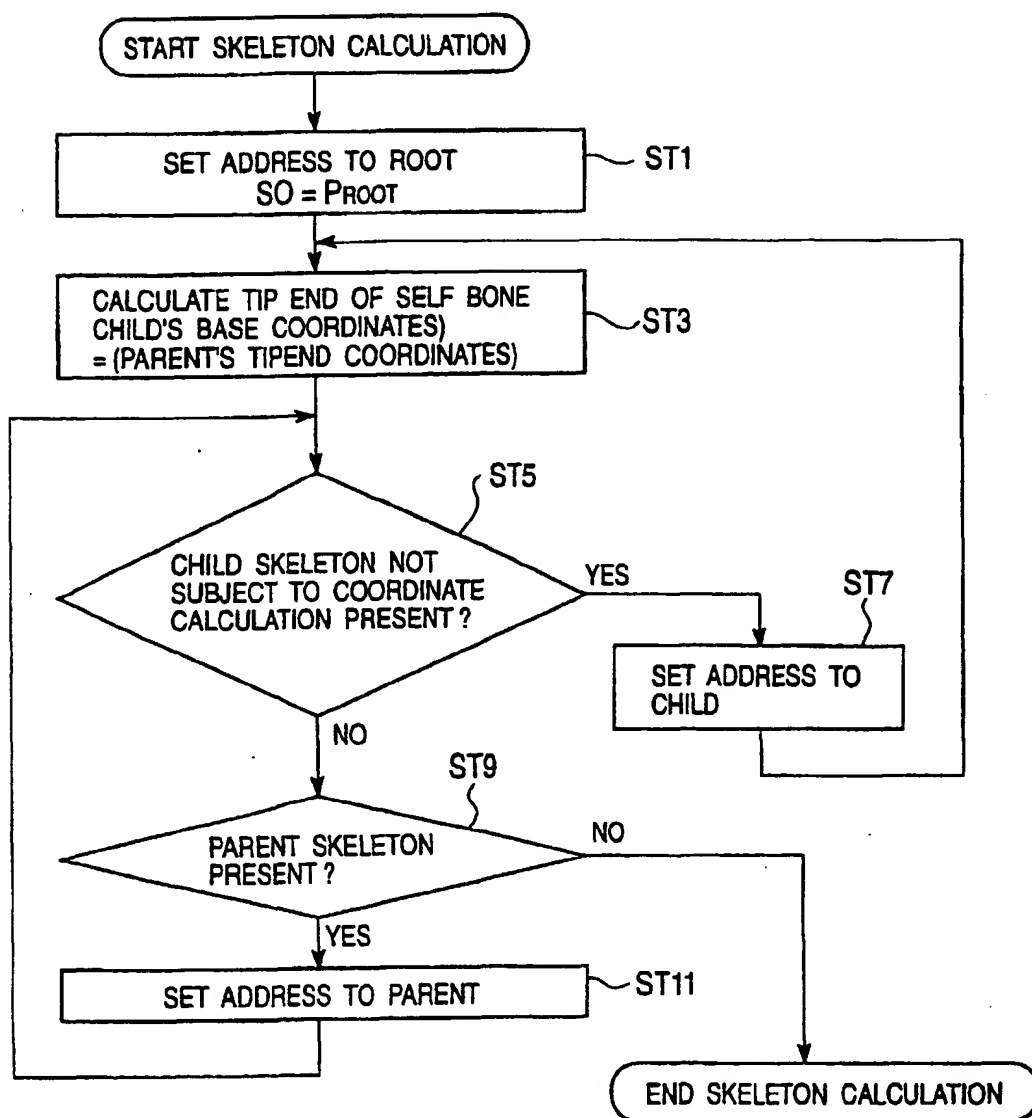 START SKELETON CALCULATION
SET ADDRESS TO ROOT
SO = PROOT
ST1
CALCULATE TIP END OF SELF BONE
CHILD'S BASE COORDINATES)
= (PARENT'S TIPEND COORDINATES)
ST3
ST5
CHILD SKELETON NOT
SUBJECT TO COORDINATE
CALCULATION PRESENT ?
YES
ST7
SET ADDRESS TO
CHILD
NO
ST9
PARENT SKELETON
PRESENT ?
NO
YES
SET ADDRESS TO PARENT
ST11
END SKELETON CALCULATION